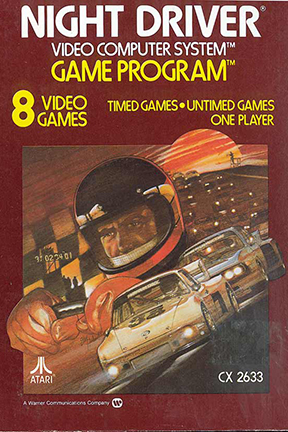 NIGHT DRIVER®
VIDEO COMPUTER SYSTEM™
GAME PROGRAM™
8 VIDEO GAMES
TIMED GAMES • UNTIMED GAMES
ONE PLAYER
ATARI®
CX 2633
A Warner Communications Company